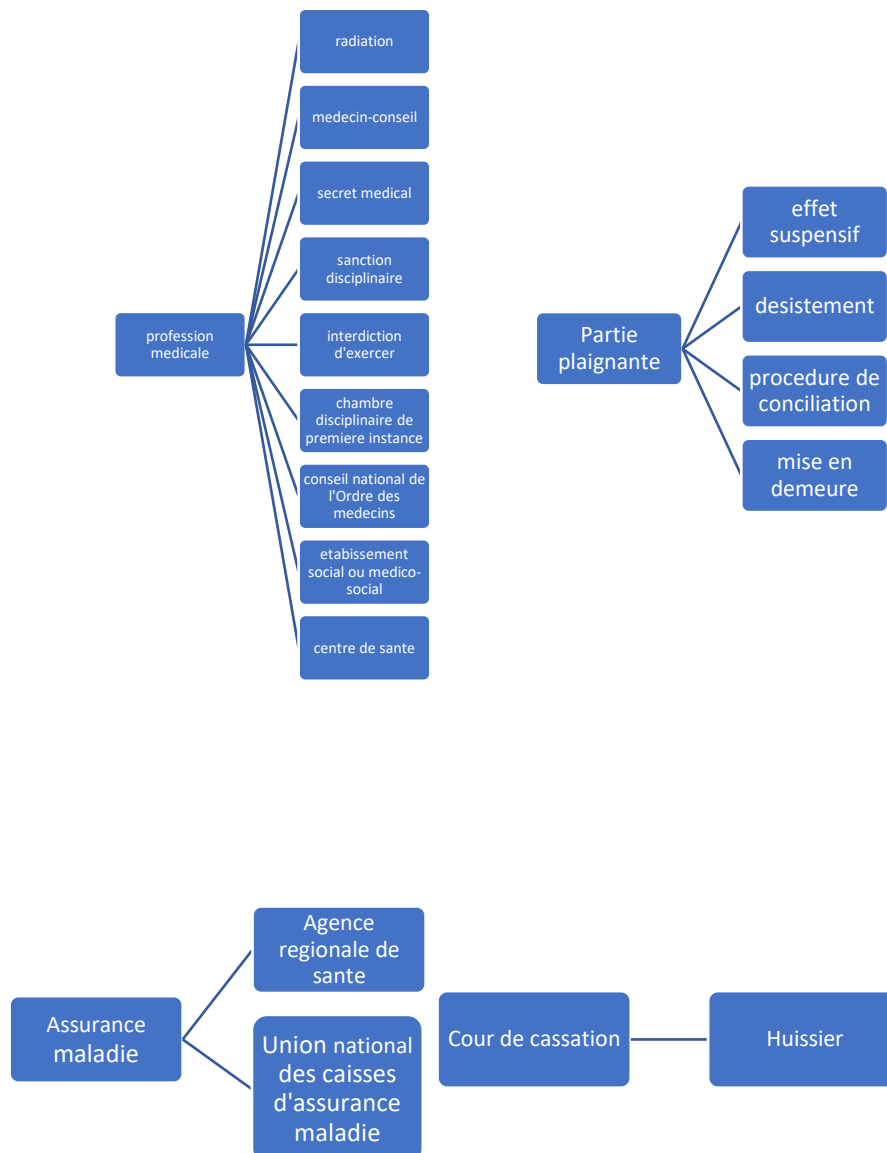 radiation
medecin-conseil
secret medical
sanction
disciplinaire
profession
medicale
interdiction
d'exercer
chambre
disciplinaire de
premiere instance
conseil national de
l'Ordre des
medecins
etabissement
social ou medico-
social
centre de sante
Partie
plaignante
effet
suspensif
desistement
procedure de
conciliation
mise en
demeure
Assurance
maladie
Agence
regionale de
sante
Union national
des caisses
d'assurance
maladie
Cour de cassation
Huissier